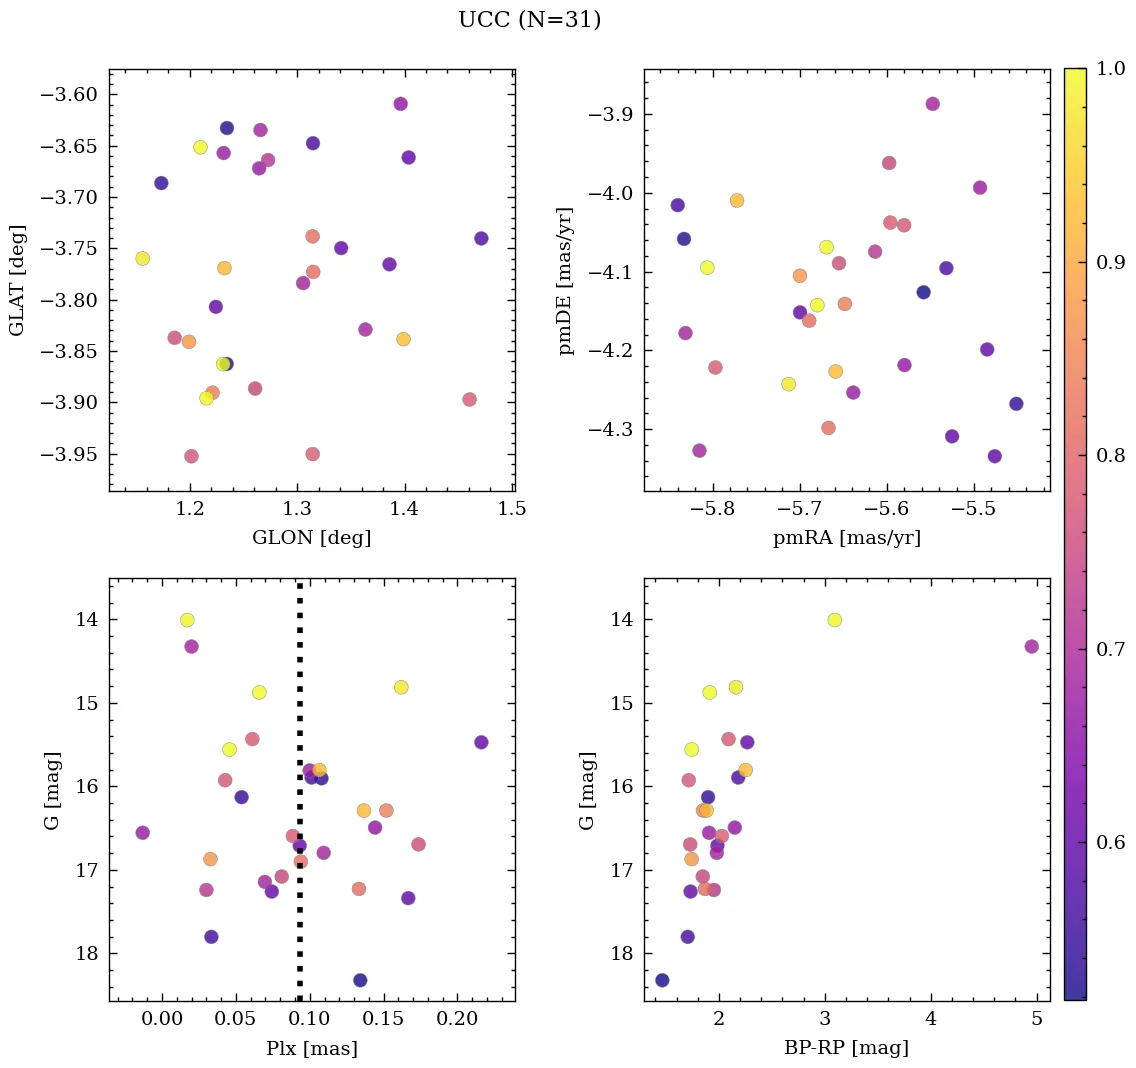 UCC (N=31)
−3.60
−3.65
−3.70
−3.75
−3.80
−3.85
−3.90
−3.95
GLAT [deg]
1.2 1.3 1.4 1.5
GLON [deg]
−3.9
−4.0
−4.1
−4.2
−4.3
pmDE [mas/yr]
−5.8 −5.7 −5.6 −5.5
pmRA [mas/yr]
14
15
16
17
18
G [mag]
0.00 0.05 0.10 0.15 0.20
Plx [mas]
14
15
16
17
18
G [mag]
2 3 4 5
BP-RP [mag]
1.0
0.9
0.8
0.7
0.6